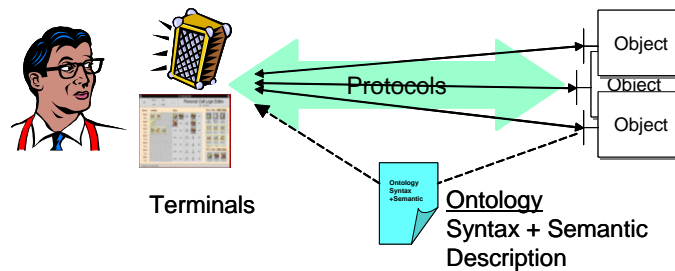 Object
Protocols
Object
Object
Terminals
Ontology
Syntax
+Semantic
Ontology
Syntax + Semantic
Description